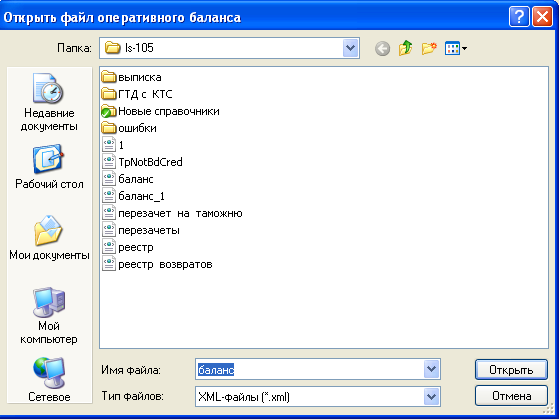 Открыть файл оперативного баланса
Папка: ls-105
Недавние документы
Рабочий стол
Мои документы
Мой компьютер
Сетевое
выписка
ГТД с КТС
Новые справочники
ошибки
1
TpNotBdCred
баланс
баланс_1
перезачет на таможню
перезачеты
реестр
реестр возвратов
Имя файла: баланс Открыть
Тип файлов: XML-файлы (*.xml) Отмена